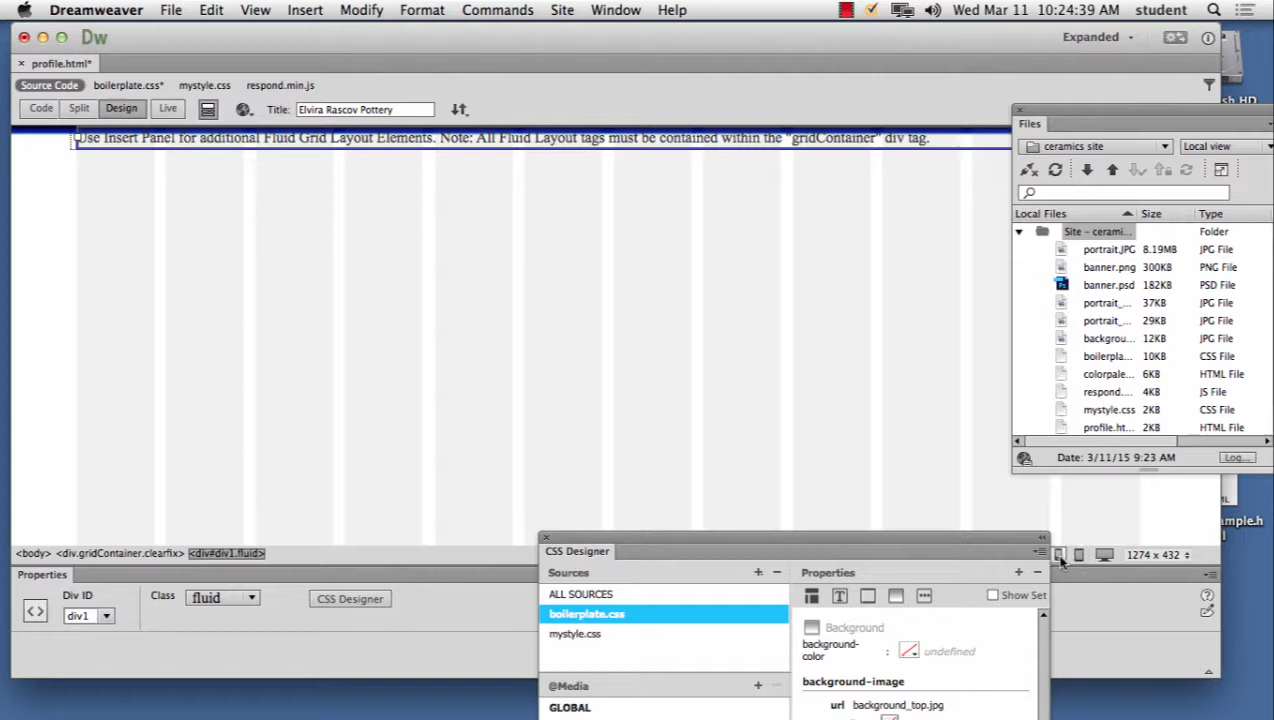 Dreamweaver File Edit View Insert Modify Format Commands Site Window Help Wed Mar 11 10:24:39 AM student
Dw Expanded
profile.html*
Source Code boilerplate.css* mystyle.css respond.min.js
Code Split Design Live Title: Elvira Rascov Pottery
Use Insert Panel for additional Fluid Grid Layout Elements. Note: All Fluid Layout tags must be contained within the "gridContainer" div tag.
Files
ceramics site Local view
Local Files Size Type
Site - cerami... Folder
portrait.JPG 8.19MB JPG File
banner.png 300KB PNG File
banner.psd 182KB PSD File
portrait_... 37KB JPG File
portrait_... 29KB JPG File
backgrou... 12KB JPG File
boilerpla... 10KB CSS File
colorpale... 6KB HTML File
respond.... 4KB JS File
mystyle.css 2KB CSS File
profile.ht... 2KB HTML File
Date: 3/11/15 9:23 AM Log...
<body> <div.gridContainer.clearfix> <div#div1.fluid> 1274 x 432
Properties
Div ID Class fluid CSS Designer
div1
CSS Designer
Sources
ALL SOURCES
boilerplate.css
mystyle.css
@Media
GLOBAL
Properties
Show Set
Background
background-color : undefined
background-image
url background_top.jpg